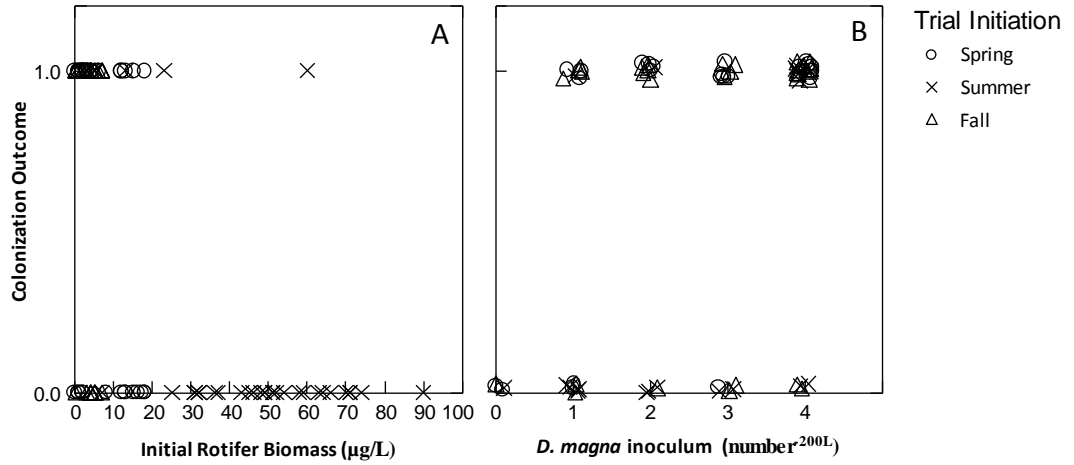 A
B
Trial Initiation
Spring
Summer
Fall
Colonization Outcome
1.0
0.0
0 10 20 30 40 50 60 70 80 90 100
0 1 2 3 4
Initial Rotifer Biomass (µg/L)
D. magna inoculum (number⁻²⁰⁰ᴸ)